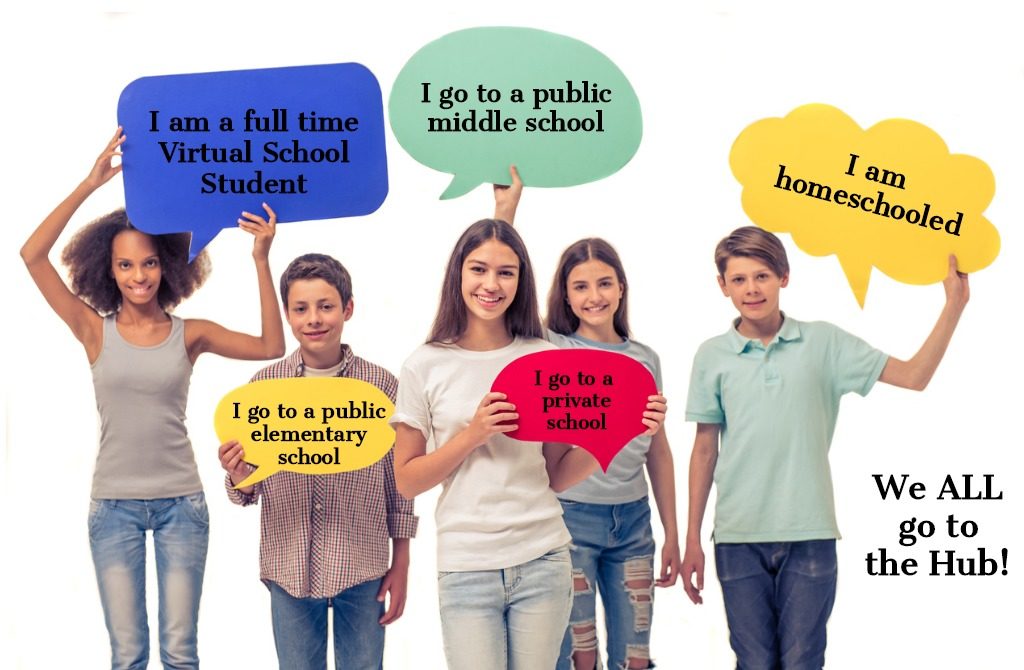 I am a full time
Virtual School
Student
I go to a public
middle school
I am
homeschooled
I go to a public
elementary
school
I go to a
private
school
We ALL
go to
the Hub!